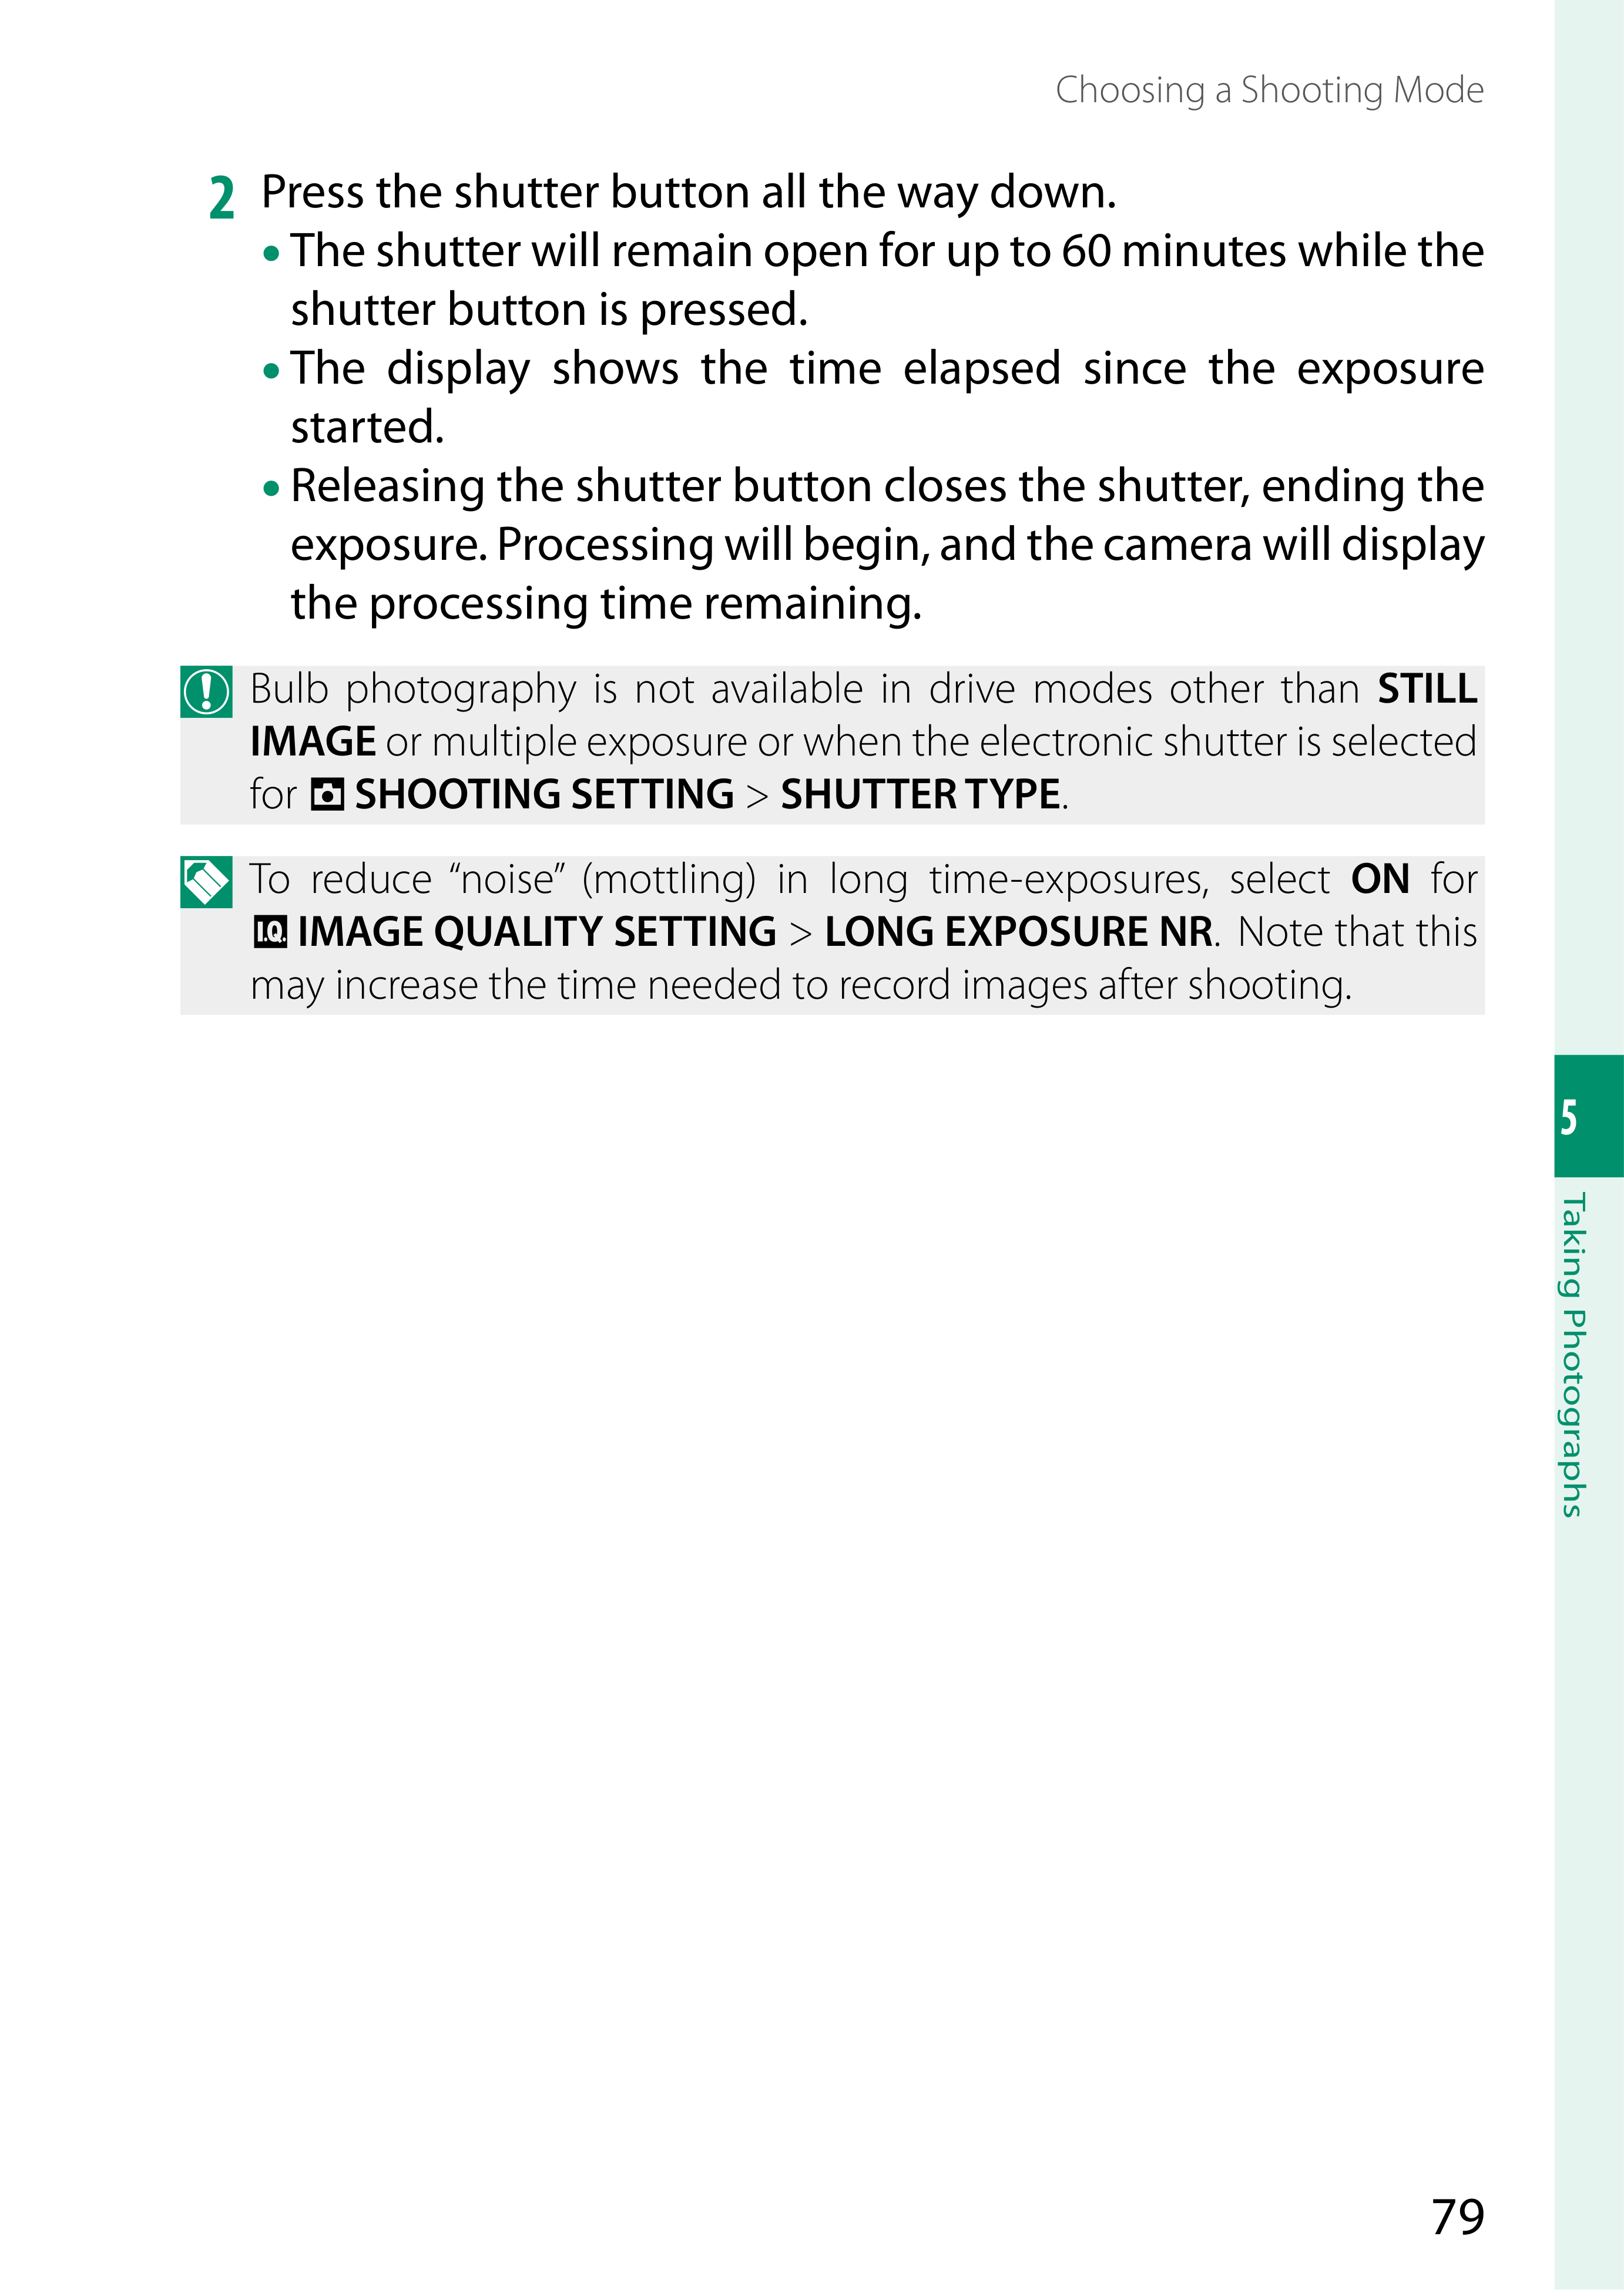 Choosing a Shooting Mode
2 Press the shutter button all the way down.
• The shutter will remain open for up to 60 minutes while the
shutter button is pressed.
• The display shows the time elapsed since the exposure
started.
• Releasing the shutter button closes the shutter, ending the
exposure. Processing will begin, and the camera will display
the processing time remaining.
Bulb photography is not available in drive modes other than STILL
IMAGE or multiple exposure or when the electronic shutter is selected
for SHOOTING SETTING > SHUTTER TYPE.
To reduce “noise” (mottling) in long time-exposures, select ON for
I.Q. IMAGE QUALITY SETTING > LONG EXPOSURE NR. Note that this
may increase the time needed to record images after shooting.
5
Taking Photographs
79